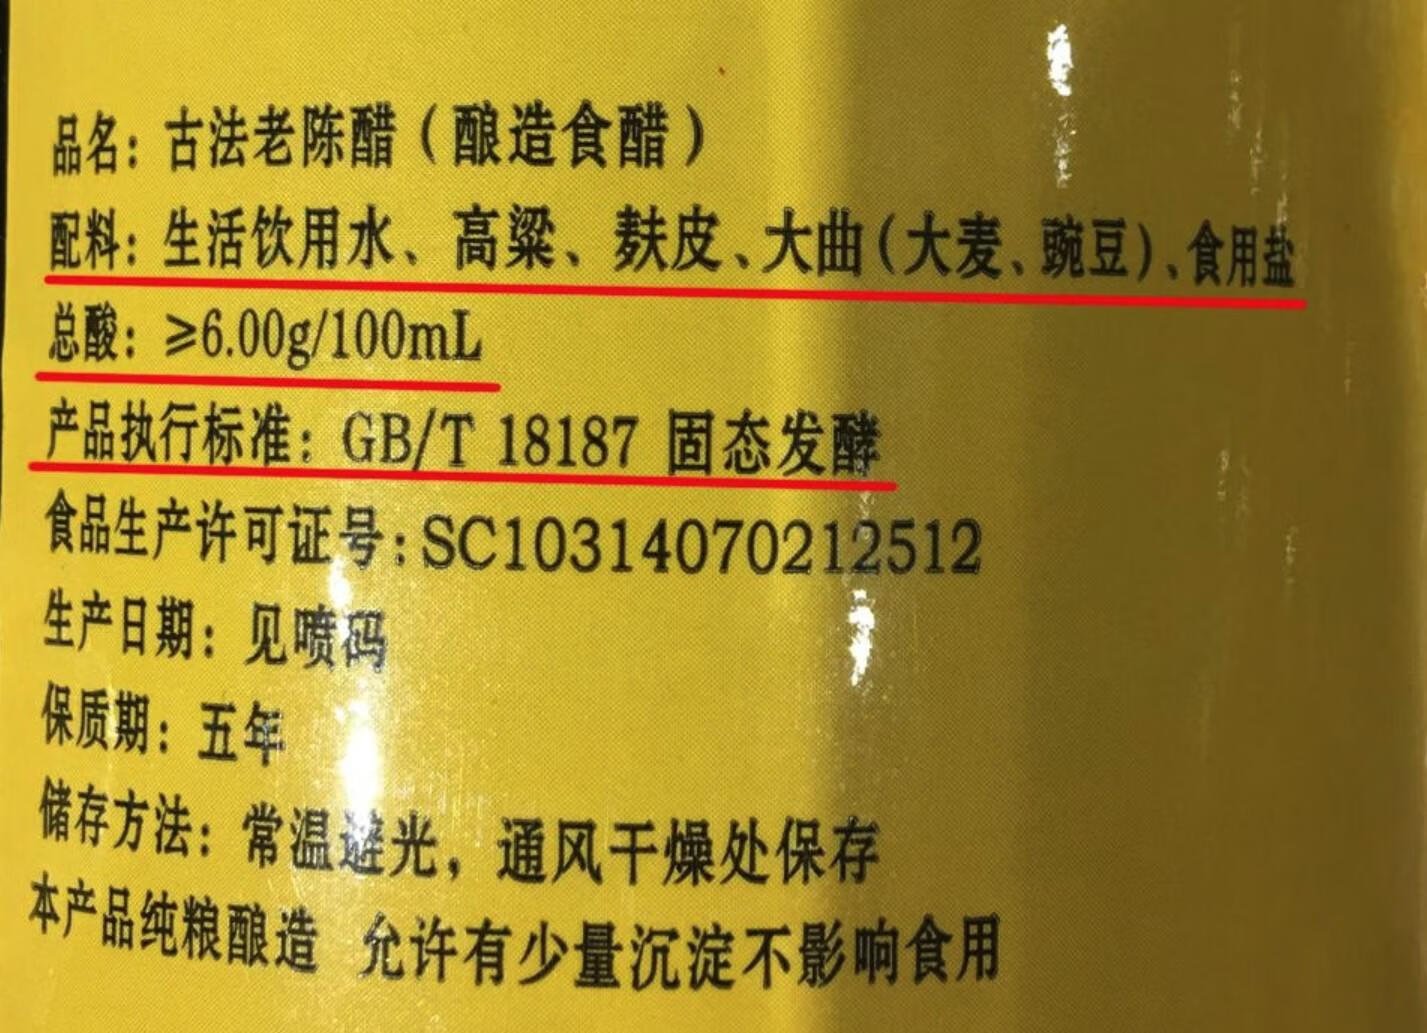 品名：古法老陈醋（酿造食醋）
配料：生活饮用水、高粱、麸皮、大曲（大麦、豌豆）、食用盐
总酸：≥6.00g/100mL
产品执行标准：GB/T 18187 固态发酵
食品生产许可证号：SC10314070212512
生产日期：见喷码
保质期：五年
储存方法：常温避光，通风干燥处保存
本产品纯粮酿造 允许有少量沉淀不影响食用